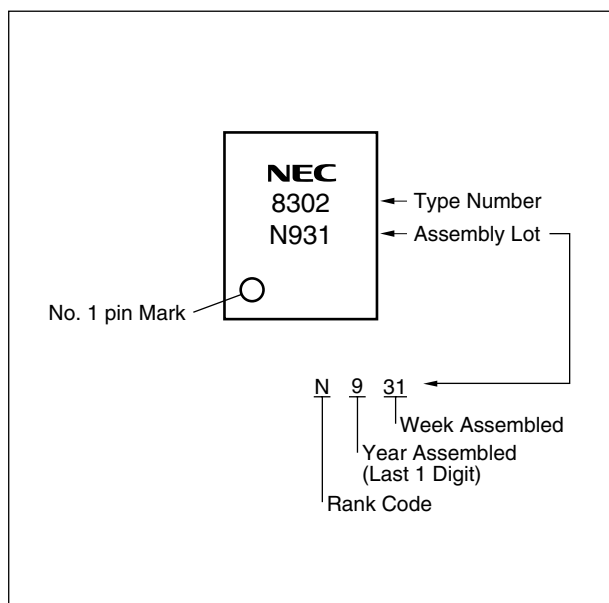 NEC
8302
N931
Type Number
Assembly Lot
No. 1 pin Mark
N 9 31
Week Assembled
Year Assembled
(Last 1 Digit)
Rank Code